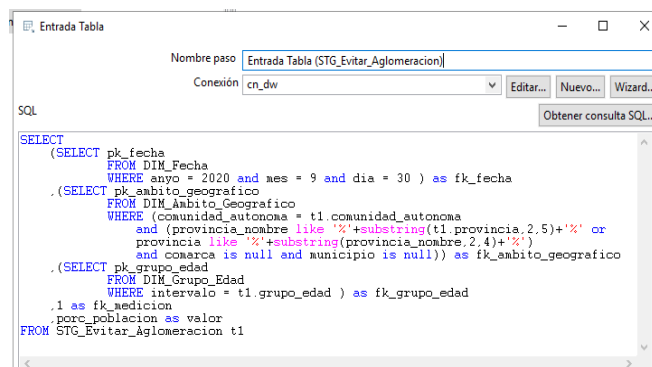 Entrada Tabla
Nombre paso Entrada Tabla (STG_Evitar_Aglomeracion)
Conexión cn_dw Editar... Nuevo... Wizard..
SQL Obtener consulta SQL..
SELECT
(SELECT pk_fecha
FROM DIM_Fecha
WHERE anyo = 2020 and mes = 9 and dia = 30 ) as fk_fecha
,(SELECT pk_ambito_geografico
FROM DIM_Ambito_Geografico
WHERE (comunidad_autonoma = t1.comunidad_autonoma
and (provincia_nombre like '%'+substring(t1.provincia,2,5)+'%' or
provincia like '%'+substring(provincia_nombre,2,4)+'%')
and comarca is null and municipio is null)) as fk_ambito_geografico
,(SELECT pk_grupo_edad
FROM DIM_Grupo_Edad
WHERE intervalo = t1.grupo_edad ) as fk_grupo_edad
,1 as fk_medicion
,porc_poblacion as valor
FROM STG_Evitar_Aglomeracion t1